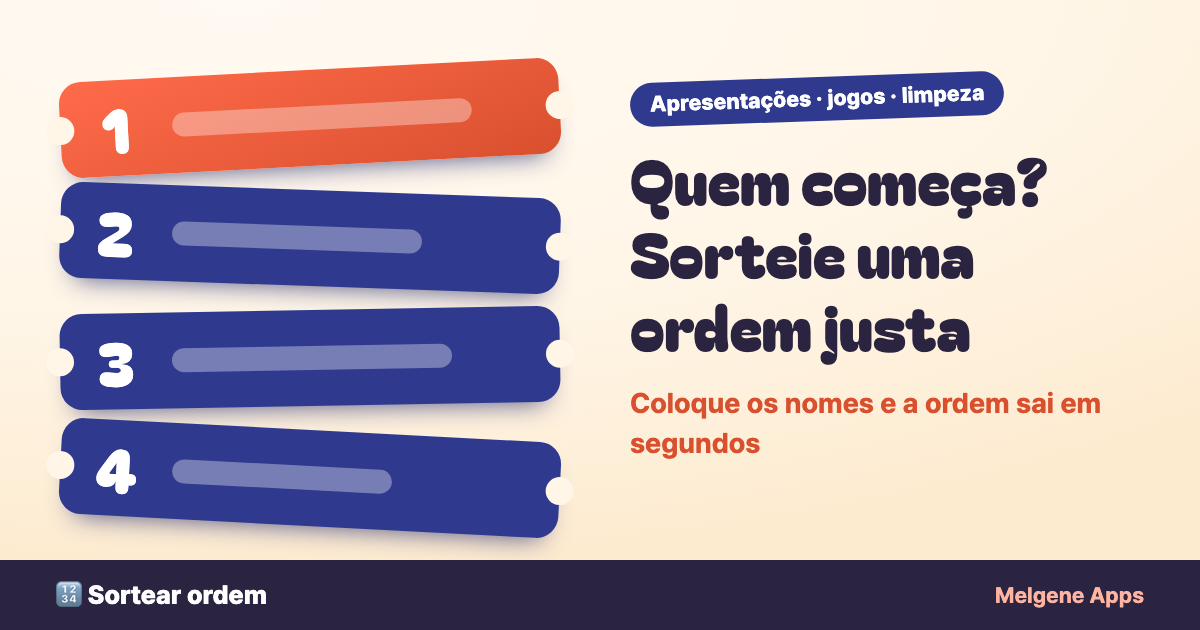 1
2
3
4
Apresentações · jogos · limpeza
Quem começa?
Sorteie uma
ordem justa
Coloque os nomes e a ordem sai em
segundos
🔢 Sortear ordem
Melgene Apps